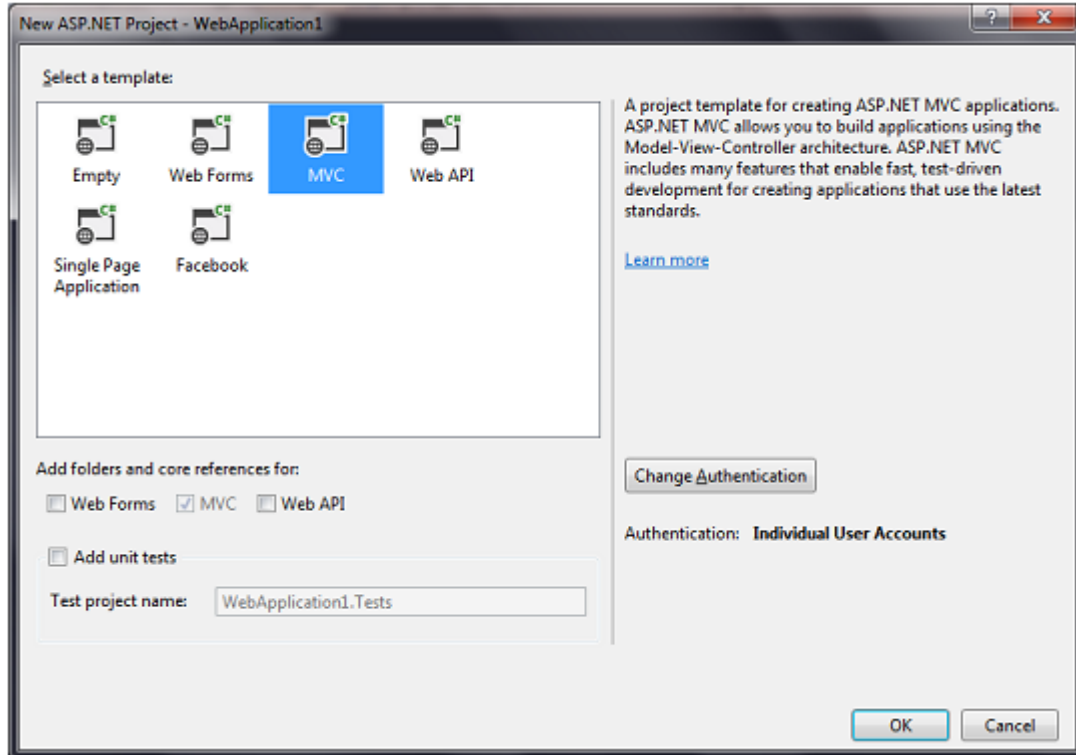 New ASP.NET Project - WebApplication1
Select a template:
C# C# C# C#
Empty Web Forms MVC Web API
C# C#
Single Page Application Facebook
A project template for creating ASP.NET MVC applications.
ASP.NET MVC allows you to build applications using the
Model-View-Controller architecture. ASP.NET MVC
includes many features that enable fast, test-driven
development for creating applications that use the latest
standards.
Learn more
Add folders and core references for:
Web Forms MVC Web API
Add unit tests
Test project name: WebApplication1.Tests
Change Authentication
Authentication: Individual User Accounts
OK Cancel